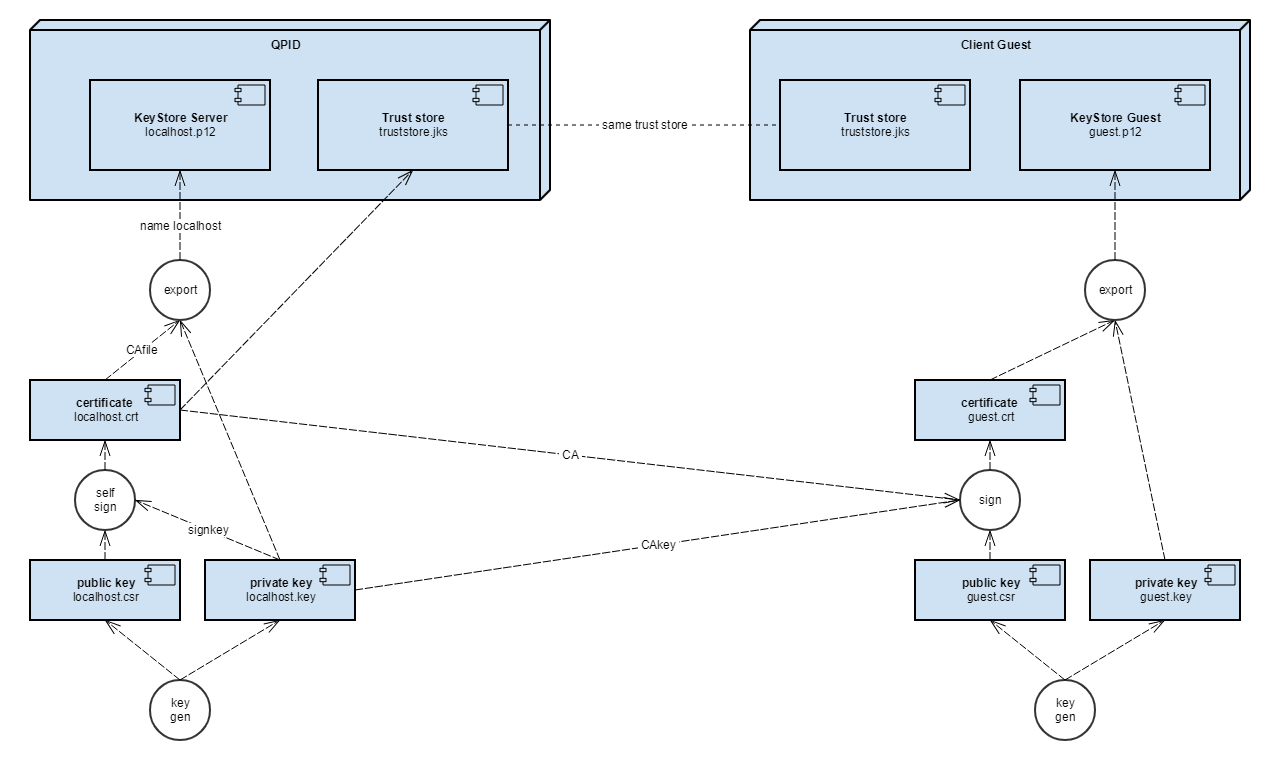 QPID
Client Guest
KeyStore Server
localhost.p12
Trust store
truststore.jks
same trust store
Trust store
truststore.jks
KeyStore Guest
guest.p12
name localhost
export
export
CAfile
certificate
localhost.crt
certificate
guest.crt
CA
self
sign
sign
signkey
CAkey
public key
localhost.csr
private key
localhost.key
public key
guest.csr
private key
guest.key
key
gen
key
gen